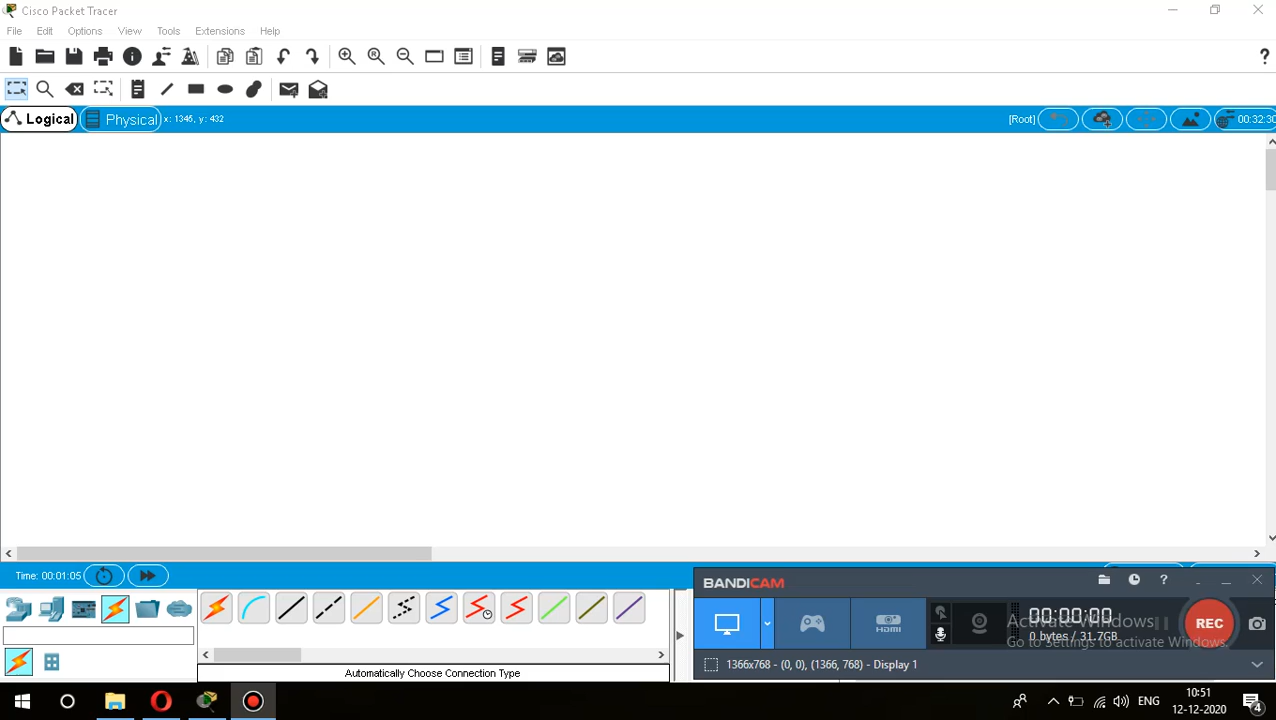 Cisco Packet Tracer
File Edit Options View Tools Extensions Help
Logical Physical x: 1345, y: 432 [Root] 00:32:30
Time: 00:01:05
BANDICAM
00:00:00 REC
Activate Windows
0 bytes / 31.7GB
Go to Settings to activate Windows.
1366x768 - (0, 0), (1366, 768) - Display 1
Automatically Choose Connection Type
ENG 10:51
12-12-2020 4